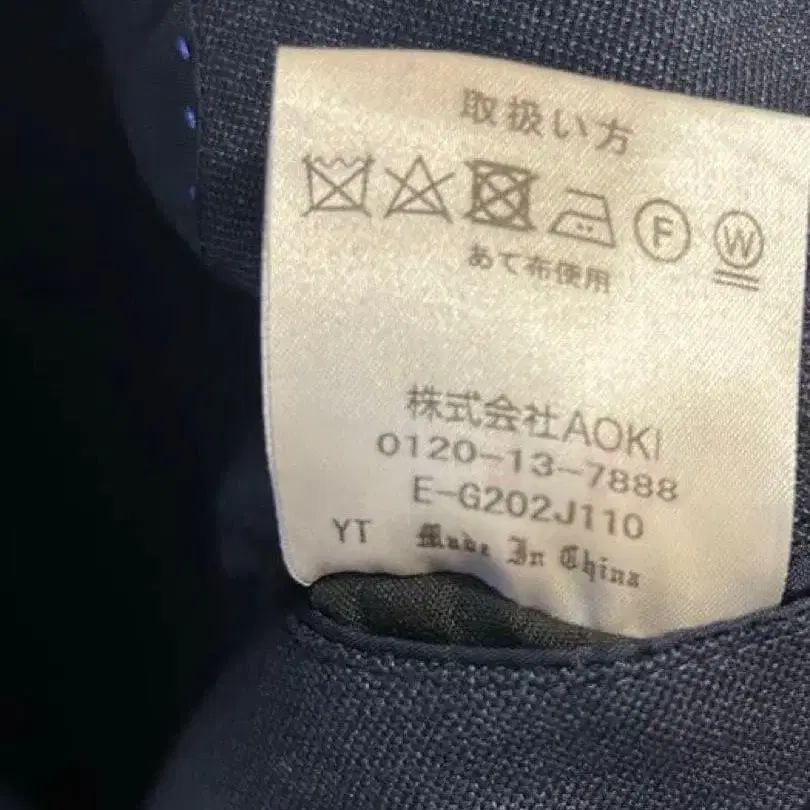 取扱い方
F W
あて布使用
株式会社AOKI
0120-13-7888
E-G202J110
YT Made In China